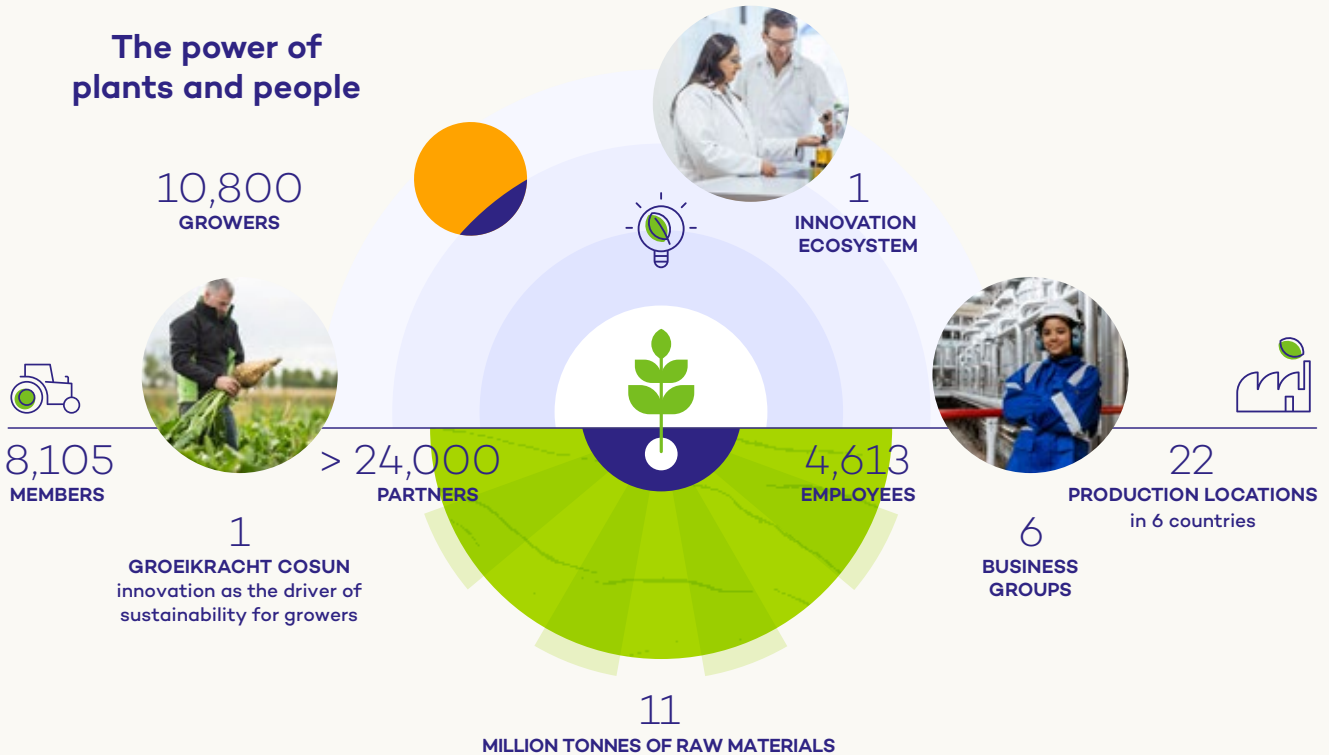 The power of
plants and people
10,800
GROWERS
1
INNOVATION
ECOSYSTEM
8,105
MEMBERS
> 24,000
PARTNERS
4,613
EMPLOYEES
22
PRODUCTION LOCATIONS
in 6 countries
1
GROEIKRACHT COSUN
innovation as the driver of
sustainability for growers
6
BUSINESS
GROUPS
11
MILLION TONNES OF RAW MATERIALS